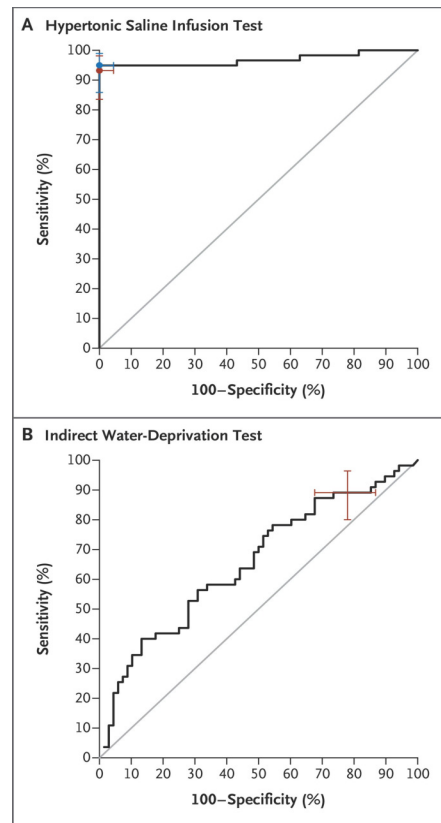 A Hypertonic Saline Infusion Test
100
90
80
70
60
50
40
30
20
10
0
Sensitivity (%)
0 10 20 30 40 50 60 70 80 90 100
100–Specificity (%)
B Indirect Water-Deprivation Test
100
90
80
70
60
50
40
30
20
10
0
Sensitivity (%)
0 10 20 30 40 50 60 70 80 90 100
100–Specificity (%)